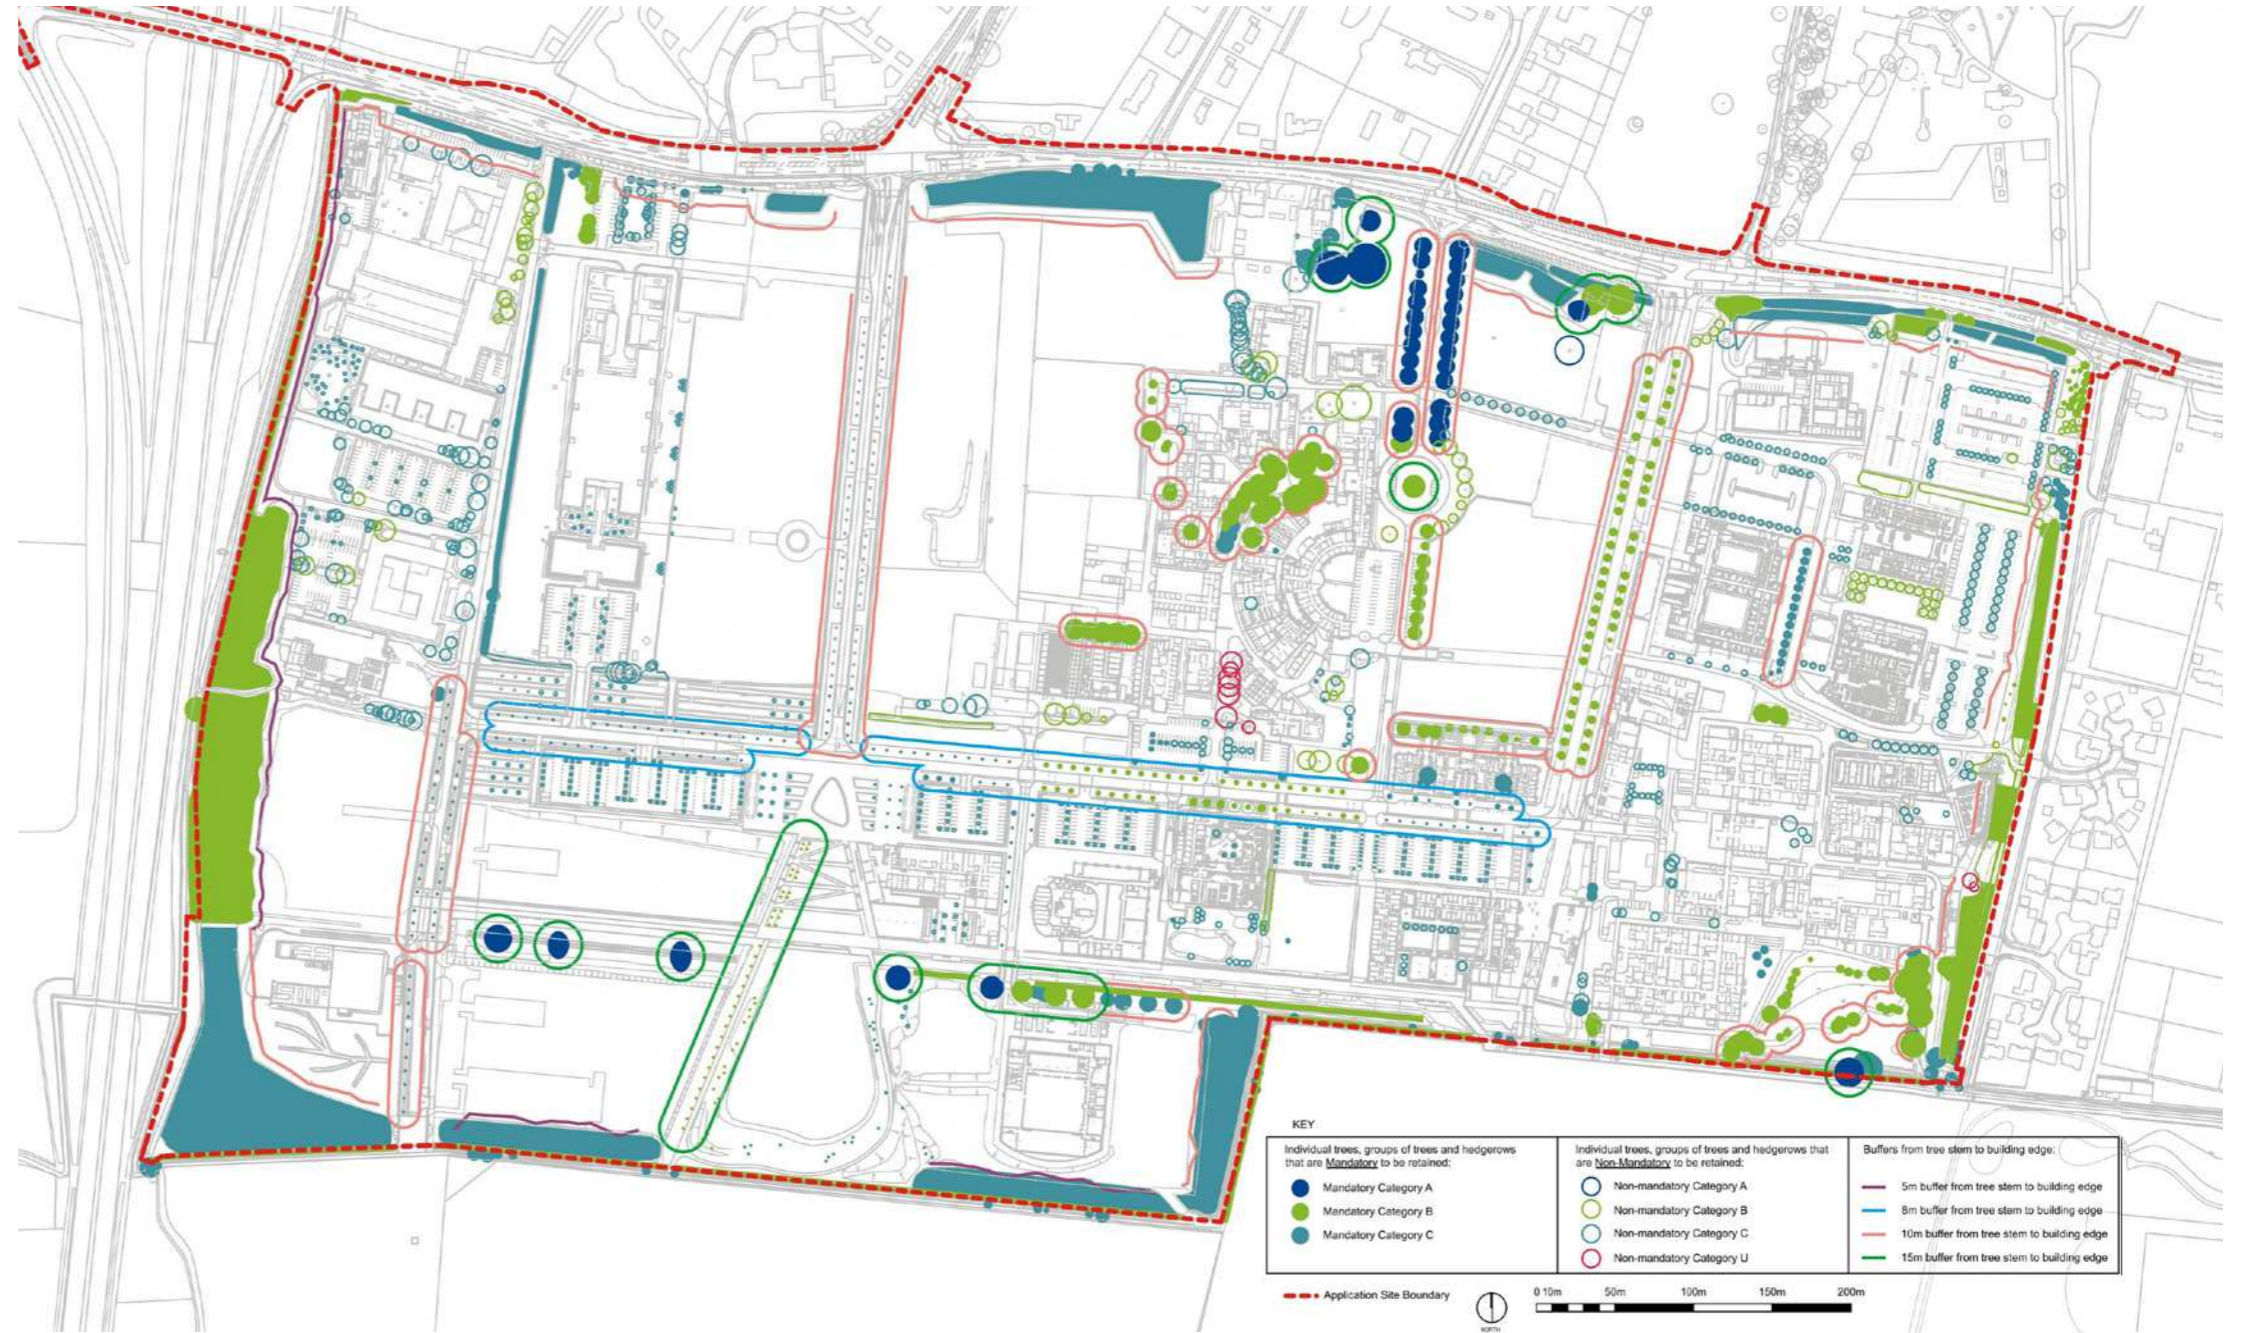 KEY
Individual trees, groups of trees and hedgerows
that are Mandatory to be retained:
Mandatory Category A
Mandatory Category B
Mandatory Category C
Individual trees, groups of trees and hedgerows that
are Non-Mandatory to be retained:
Non-mandatory Category A
Non-mandatory Category B
Non-mandatory Category C
Non-mandatory Category U
Buffers from tree stem to building edge:
5m buffer from tree stem to building edge
8m buffer from tree stem to building edge
10m buffer from tree stem to building edge
15m buffer from tree stem to building edge
Application Site Boundary
NORTH
0 10m 50m 100m 150m 200m